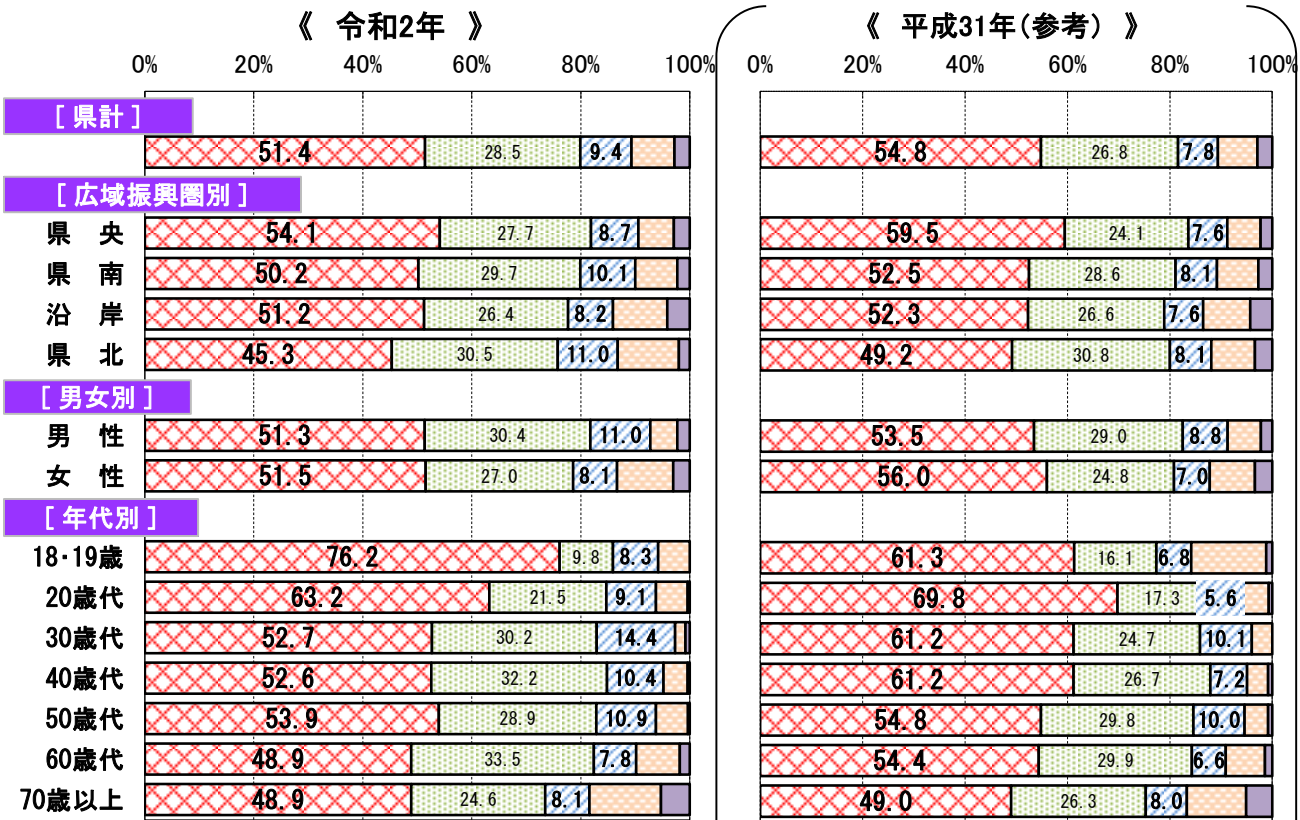 《 令和2年 》 《 平成31年(参考) 》
0% 20% 40% 60% 80% 100% 0% 20% 40% 60% 80% 100%
[ 県計 ]
51.4 28.5 9.4 54.8 26.8 7.8
[ 広域振興圏別 ]
県 央 54.1 27.7 8.7 59.5 24.1 7.6
県 南 50.2 29.7 10.1 52.5 28.6 8.1
沿 岸 51.2 26.4 8.2 52.3 26.6 7.6
県 北 45.3 30.5 11.0 49.2 30.8 8.1
[ 男女別 ]
男 性 51.3 30.4 11.0 53.5 29.0 8.8
女 性 51.5 27.0 8.1 56.0 24.8 7.0
[ 年代別 ]
18・19歳 76.2 9.8 8.3 61.3 16.1 6.8
20歳代 63.2 21.5 9.1 69.8 17.3 5.6
30歳代 52.7 30.2 14.4 61.2 24.7 10.1
40歳代 52.6 32.2 10.4 61.2 26.7 7.2
50歳代 53.9 28.9 10.9 54.8 29.8 10.0
60歳代 48.9 33.5 7.8 54.4 29.9 6.6
70歳以上 48.9 24.6 8.1 49.0 26.3 8.0